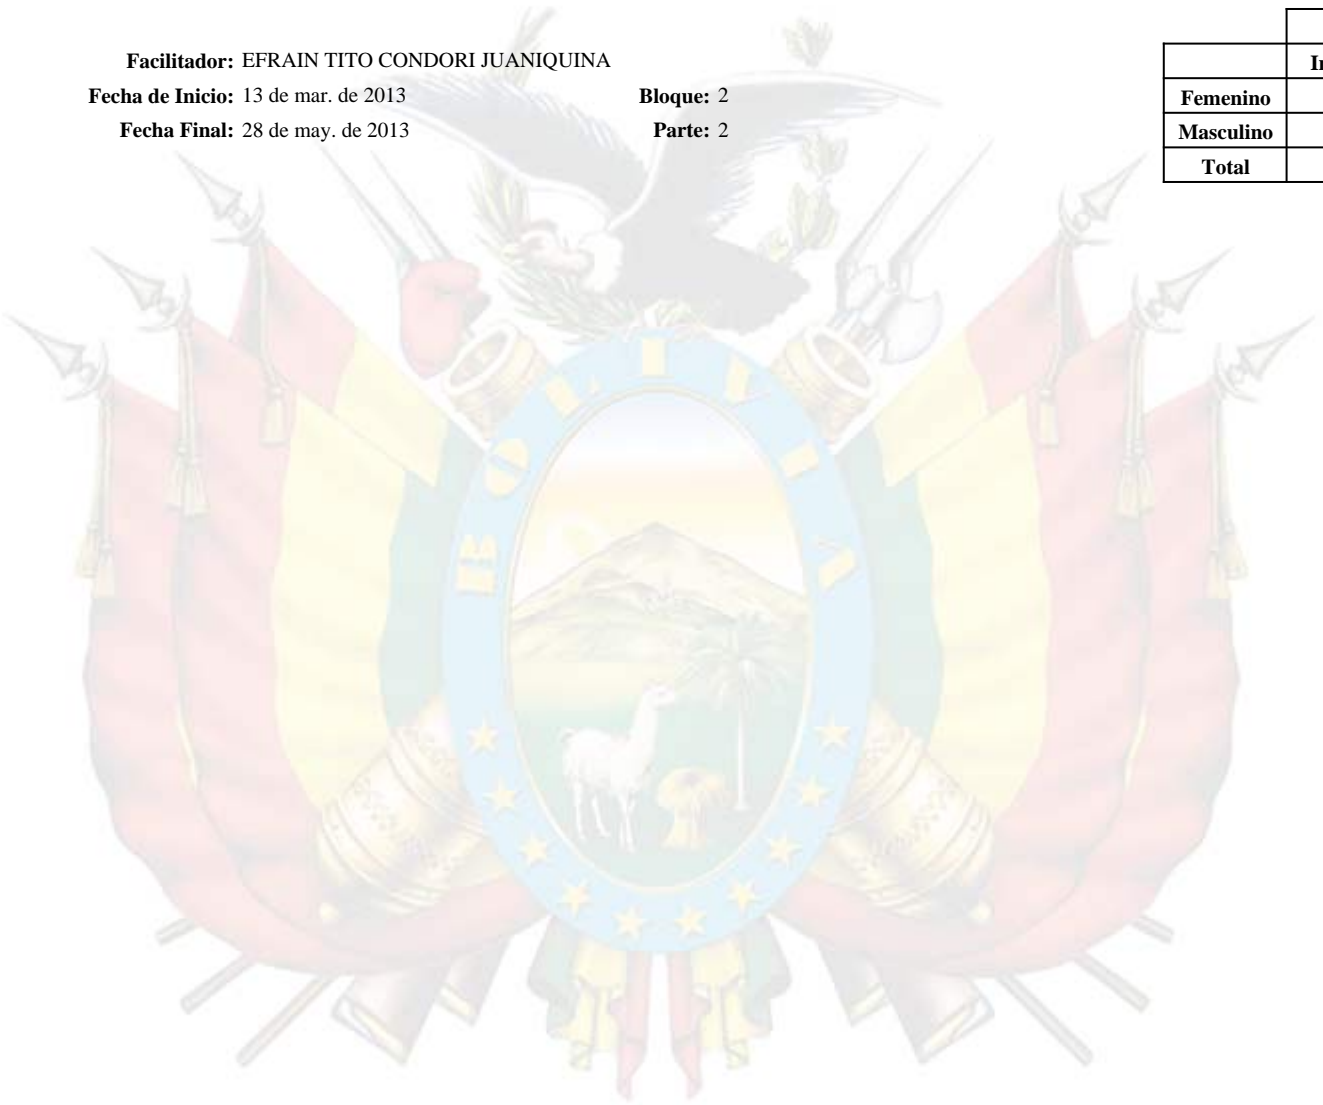 Facilitador: EFRAIN TITO CONDORI JUANIQUINA
Fecha de Inicio: 13 de mar. de 2013 Bloque: 2
Fecha Final: 28 de may. de 2013 Parte: 2
Femenino
Masculino
Total
BOLIVIA